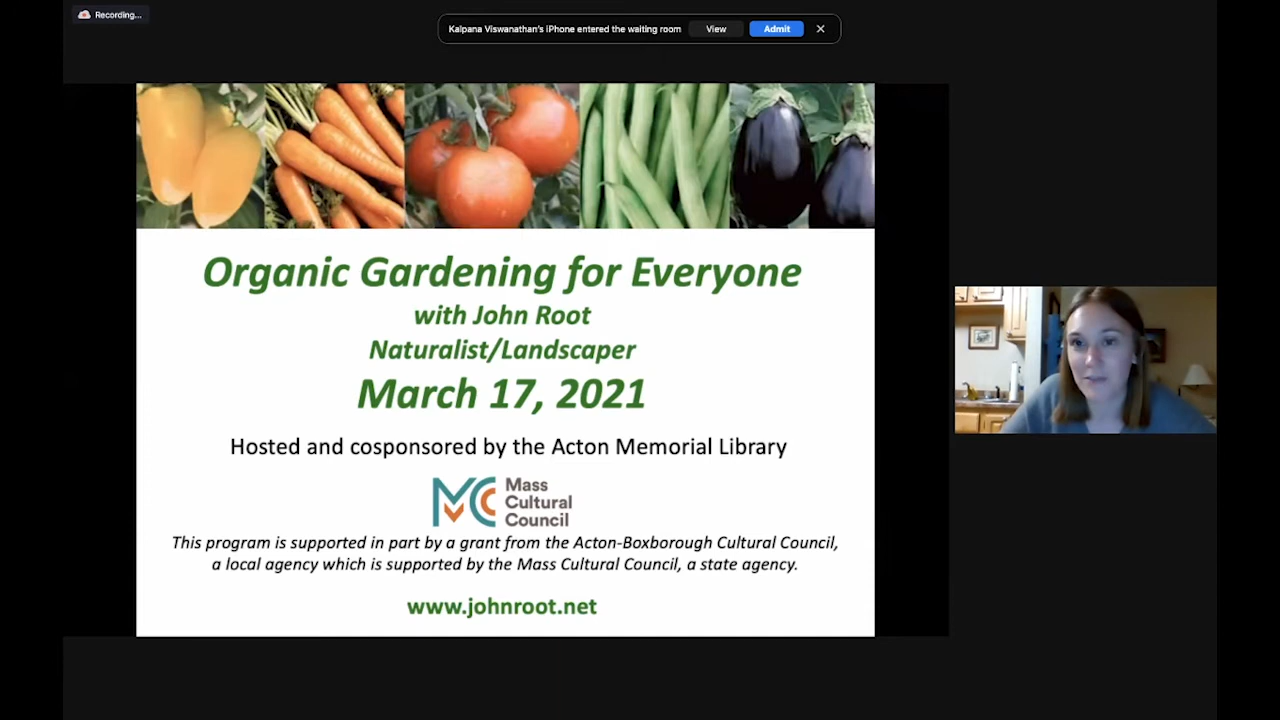 Recording...
Kalpana Viswanathan's iPhone entered the waiting room View Admit
Organic Gardening for Everyone
with John Root
Naturalist/Landscaper
March 17, 2021
Hosted and cosponsored by the Acton Memorial Library
Mass
Cultural
Council
This program is supported in part by a grant from the Acton-Boxborough Cultural Council,
a local agency which is supported by the Mass Cultural Council, a state agency.
www.johnroot.net